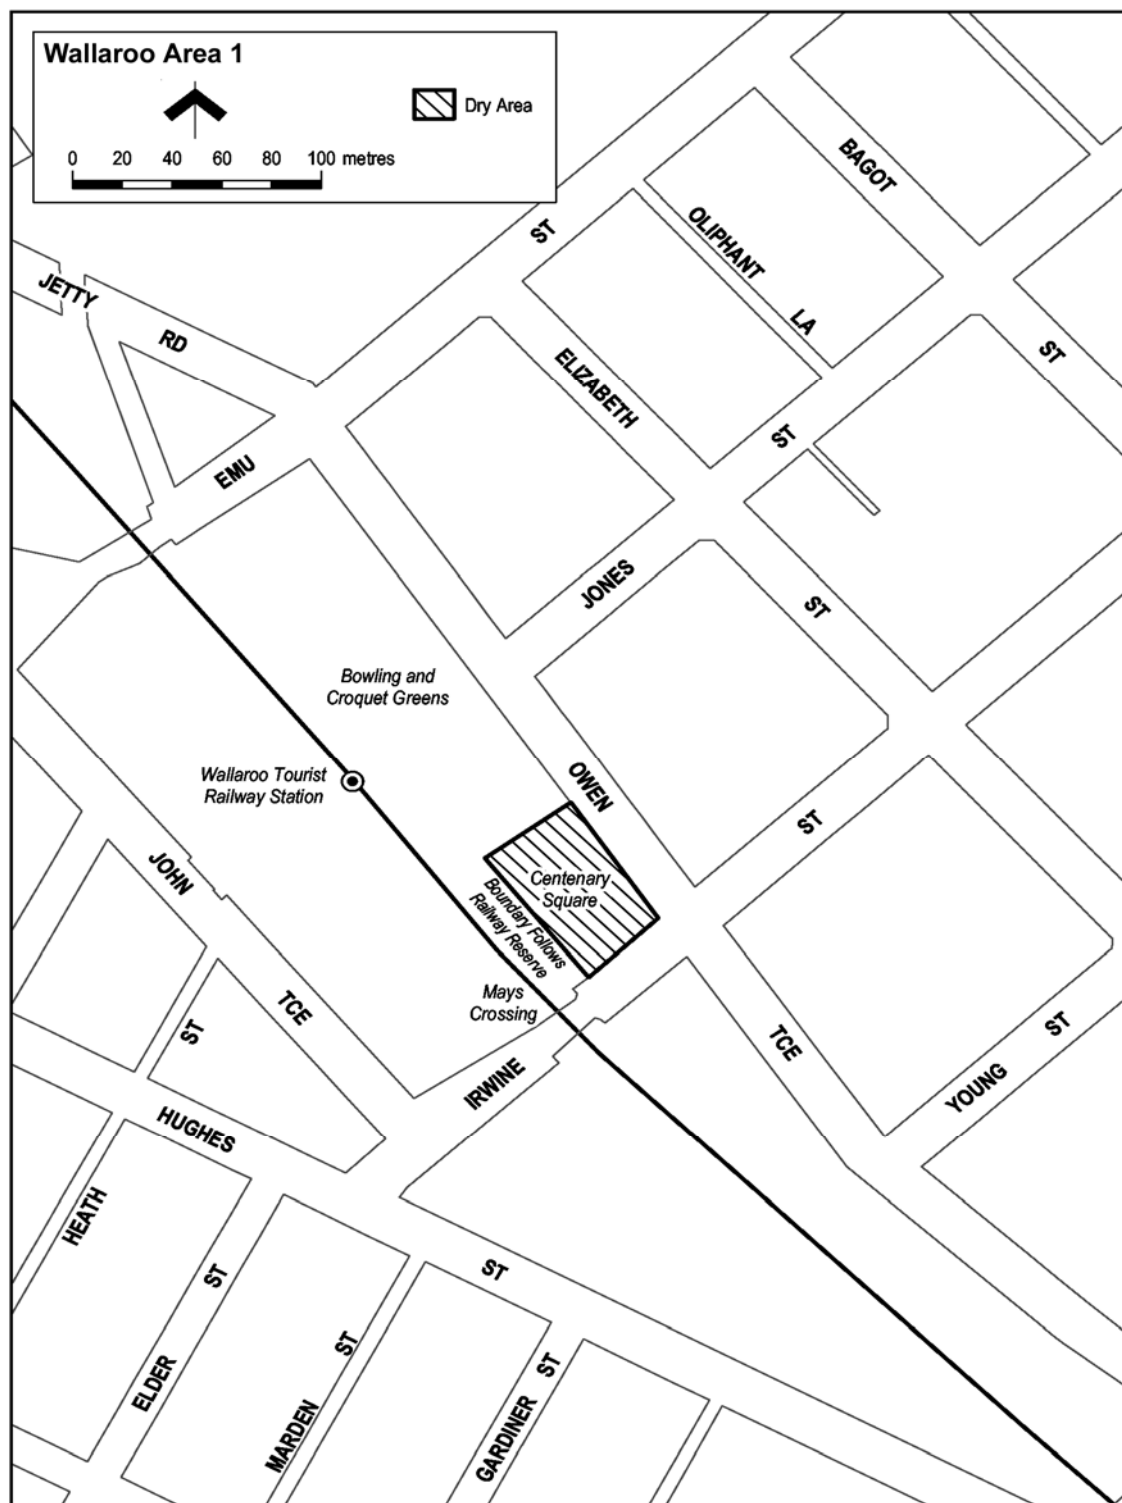 Wallaroo Area 1
Dry Area
0 20 40 60 80 100 metres
BAGOT
ST
OLIPHANT
LA
ST
JETTY
RD
ST
ELIZABETH
ST
EMU
JONES
ST
Bowling and
Croquet Greens
OWEN
Wallaroo Tourist
Railway Station
ST
JOHN
Centenary
Square
Boundary Follows
Railway Reserve
Mays
Crossing
TCE
ST
TCE
ST
IRWINE
YOUNG
HUGHES
HEATH
ST
ST
ST
ST
ELDER
MARDEN
GARDINER